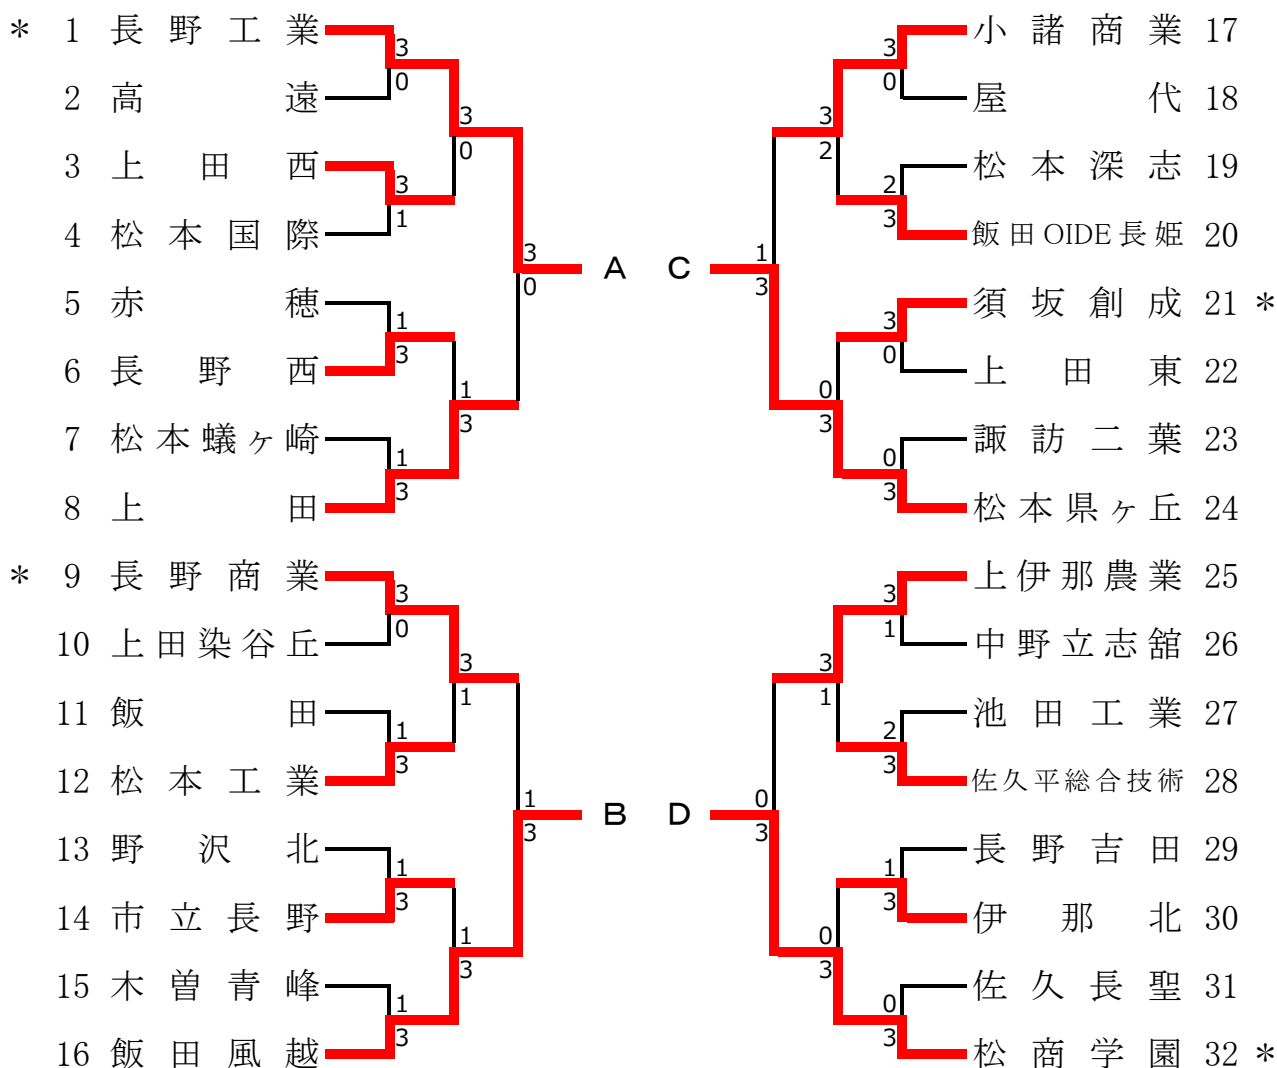 * 1 長野工業
3
0
2 高遠
3
0
3 上田西
3
1
4 松本国際
3
0
A
5 赤穂
1
3
6 長野西
1
3
7 松本蟻ヶ崎
1
3
8 上田
* 9 長野商業
3
0
10 上田染谷丘
3
1
11 飯田
1
3
12 松本工業
1
3
B
13 野沢北
1
3
14 市立長野
1
3
15 木曽青峰
1
3
16 飯田風越
小諸商業 17
3
0
屋代 18
3
2
松本深志 19
2
3
飯田OIDE長姫 20
C
1
3
須坂創成 21 *
3
0
上田東 22
0
3
諏訪二葉 23
0
3
松本県ヶ丘 24
上伊那農業 25
3
1
中野立志舘 26
3
1
池田工業 27
2
3
佐久平総合技術 28
D
0
3
長野吉田 29
1
3
伊那北 30
0
3
佐久長聖 31
0
3
松商学園 32 *